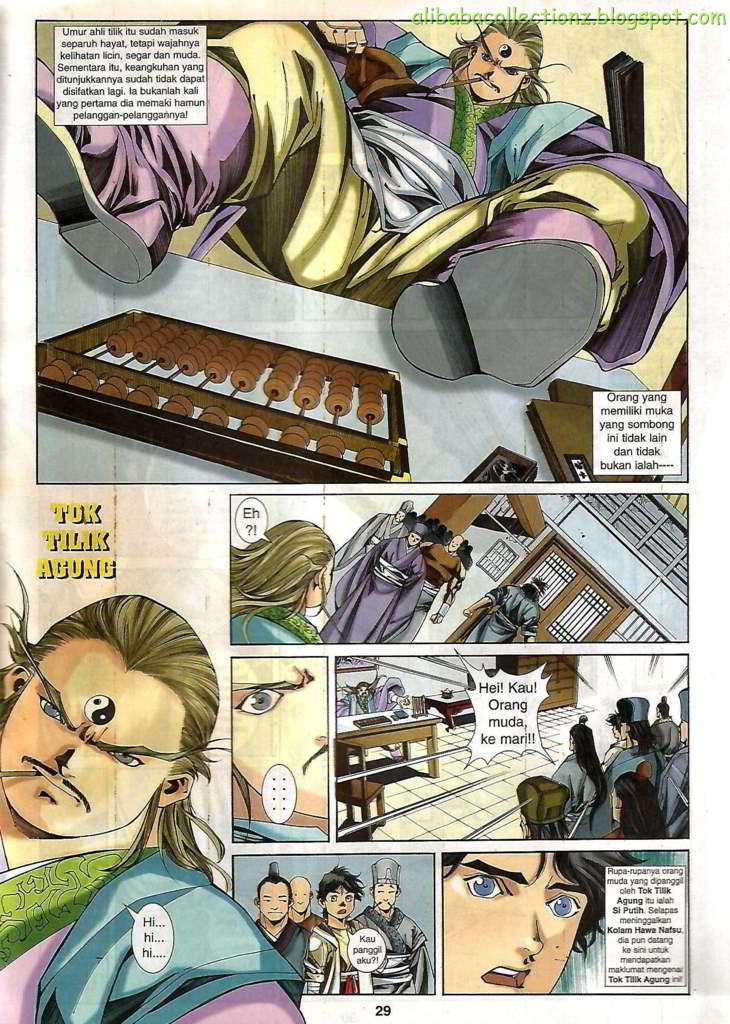 alibabacollectionz.blogspot.com
Umur ahli tilik itu sudah masuk
separuh hayat, tetapi wajahnya
kelihatan licin, segar dan muda.
Sementara itu, keangkuhan yang
ditunjukkannya sudah tidak dapat
disifatkan lagi. Ia bukanlah kali
yang pertama dia memaki hamun
pelanggan-pelanggannya!
Orang yang
memiliki muka
yang sombong
ini tidak lain
dan tidak
bukan ialah----
TOK
TILIK
AGUNG
Eh
?!
Hei! Kau!
Orang
muda,
ke mari!!
Hi...
hi...
hi....
Kau
panggil
aku?!
Rupa-rupanya orang
muda yang dipanggil
oleh Tok Tilik
Agung itu ialah
Si Putih. Selapas
meninggalkan
Kolam Hawa Nafsu,
dia pun datang
ke sini untuk
mendapatkan
maklumat mengenai
Tok Tilik Agung ini!
29